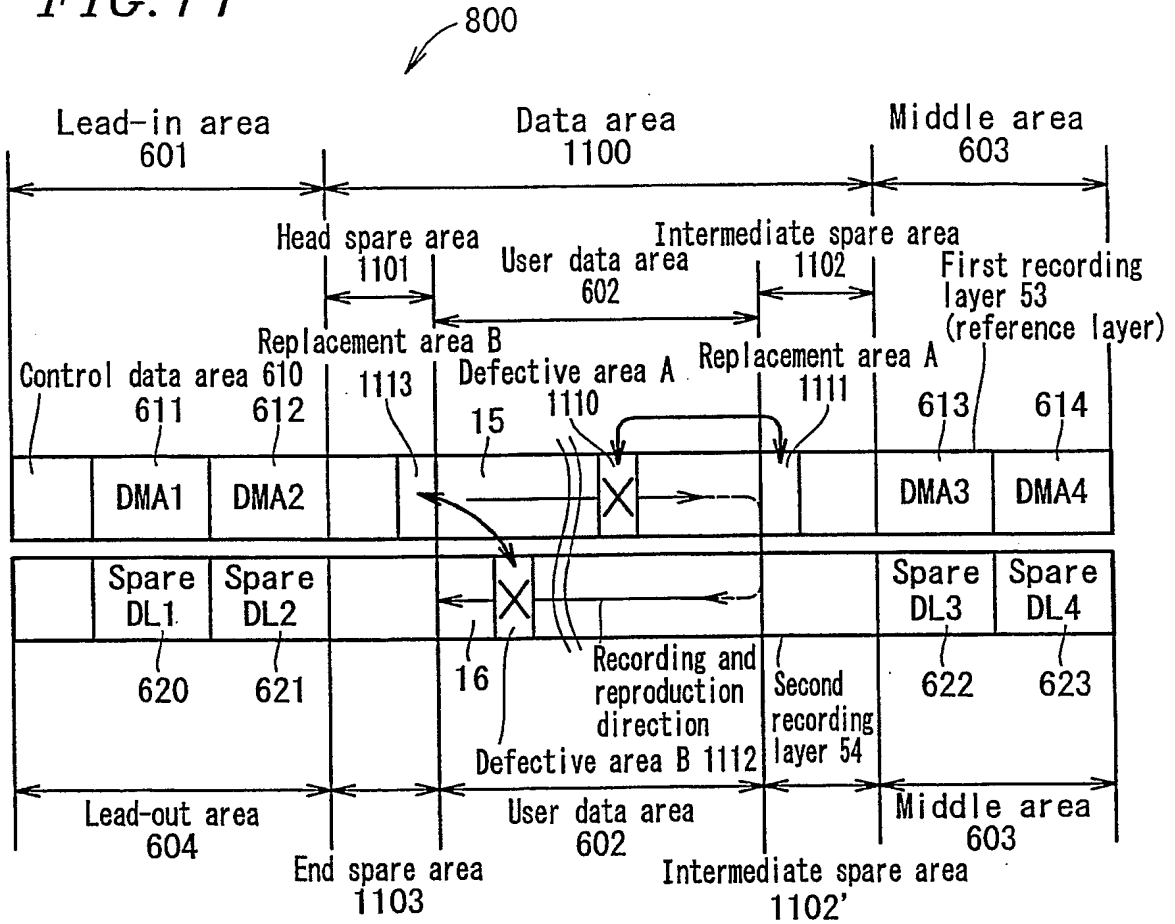 FIG. 11
800
Lead-in area
601
Data area
1100
Middle area
603
Head spare area
1101
User data area
602
Intermediate spare area
1102
First recording
layer 53
(reference layer)
Replacement area B
1113
Control data area 610
611
612
15
Defective area A
1110
Replacement area A
1111
613
614
DMA1
DMA2
DMA3
DMA4
Spare
DL1
Spare
DL2
Spare
DL3
Spare
DL4
620
621
16
Recording and
reproduction
direction
Second
recording
layer 54
622
623
Defective area B 1112
Lead-out area
604
User data area
602
Middle area
603
End spare area
1103
Intermediate spare area
1102'